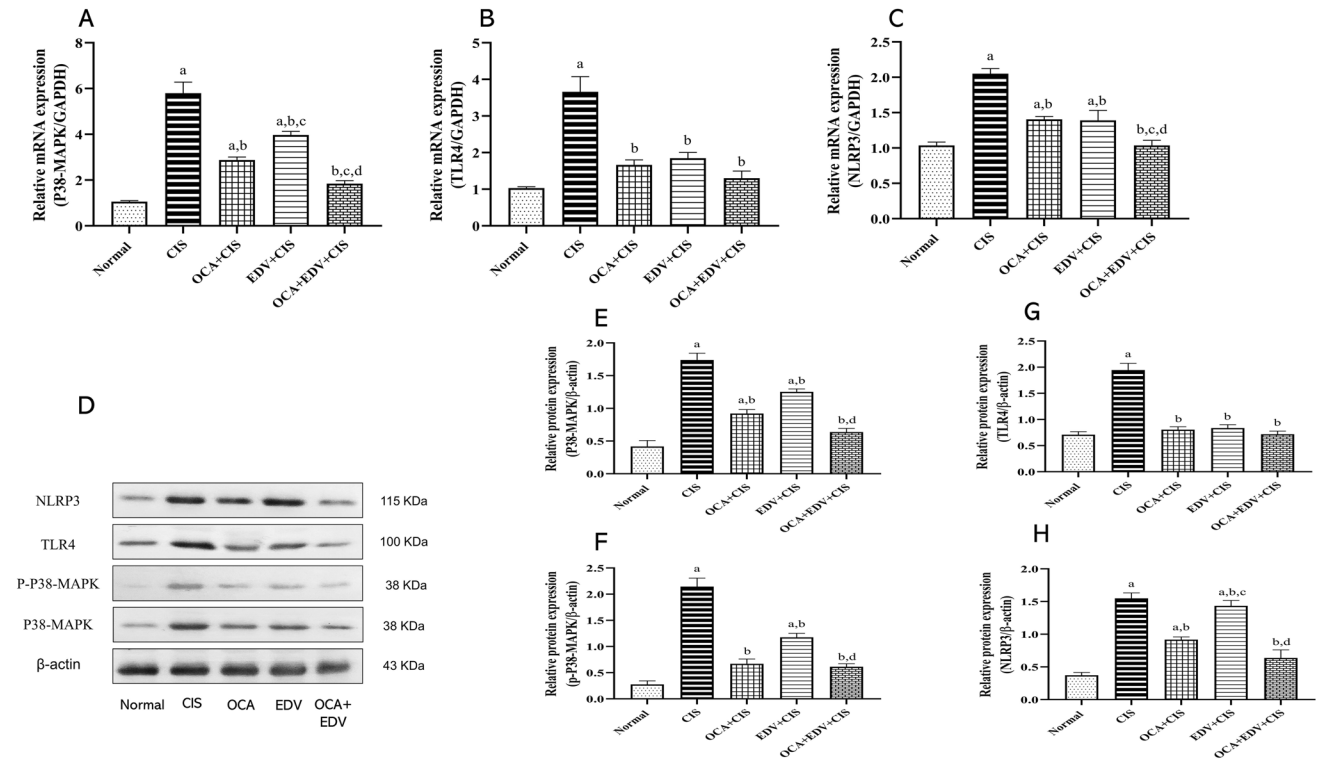 A
Relative mRNA expression
(P38-MAPK/GAPDH)
8
6
4
2
0
a
a,b
a,b,c
b,c,d
Normal
CIS
OCA+CIS
EDV+CIS
OCA+EDV+CIS
B
Relative mRNA expression
(TLR4/GAPDH)
5
4
3
2
1
0
a
b
b
b
Normal
CIS
OCA+CIS
EDV+CIS
OCA+EDV+CIS
C
Relative mRNA expression
(NLRP3/GAPDH)
2.5
2.0
1.5
1.0
0.5
0.0
a
a,b
a,b
b,c,d
Normal
CIS
OCA+CIS
EDV+CIS
OCA+EDV+CIS
D
NLRP3
115 KDa
TLR4
100 KDa
P-P38-MAPK
38 KDa
P38-MAPK
38 KDa
β-actin
43 KDa
Normal
CIS
OCA
EDV
OCA+
EDV
E
Relative protein expression
(P38-MAPK/β-actin)
2.0
1.5
1.0
0.5
0.0
a
a,b
a,b
b,d
Normal
CIS
OCA+CIS
EDV+CIS
OCA+EDV+CIS
F
Relative protein expression
(p-P38-MAPK/β-actin)
2.5
2.0
1.5
1.0
0.5
0.0
a
b
a,b
b,d
Normal
CIS
OCA+CIS
EDV+CIS
OCA+EDV+CIS
G
Relative protein expression
(TLR4/β-actin)
2.5
2.0
1.5
1.0
0.5
0.0
a
b
b
b
Normal
CIS
OCA+CIS
EDV+CIS
OCA+EDV+CIS
H
Relative protein expression
(NLRP3/β-actin)
2.0
1.5
1.0
0.5
0.0
a
a,b
a,b,c
b,d
Normal
CIS
OCA+CIS
EDV+CIS
OCA+EDV+CIS